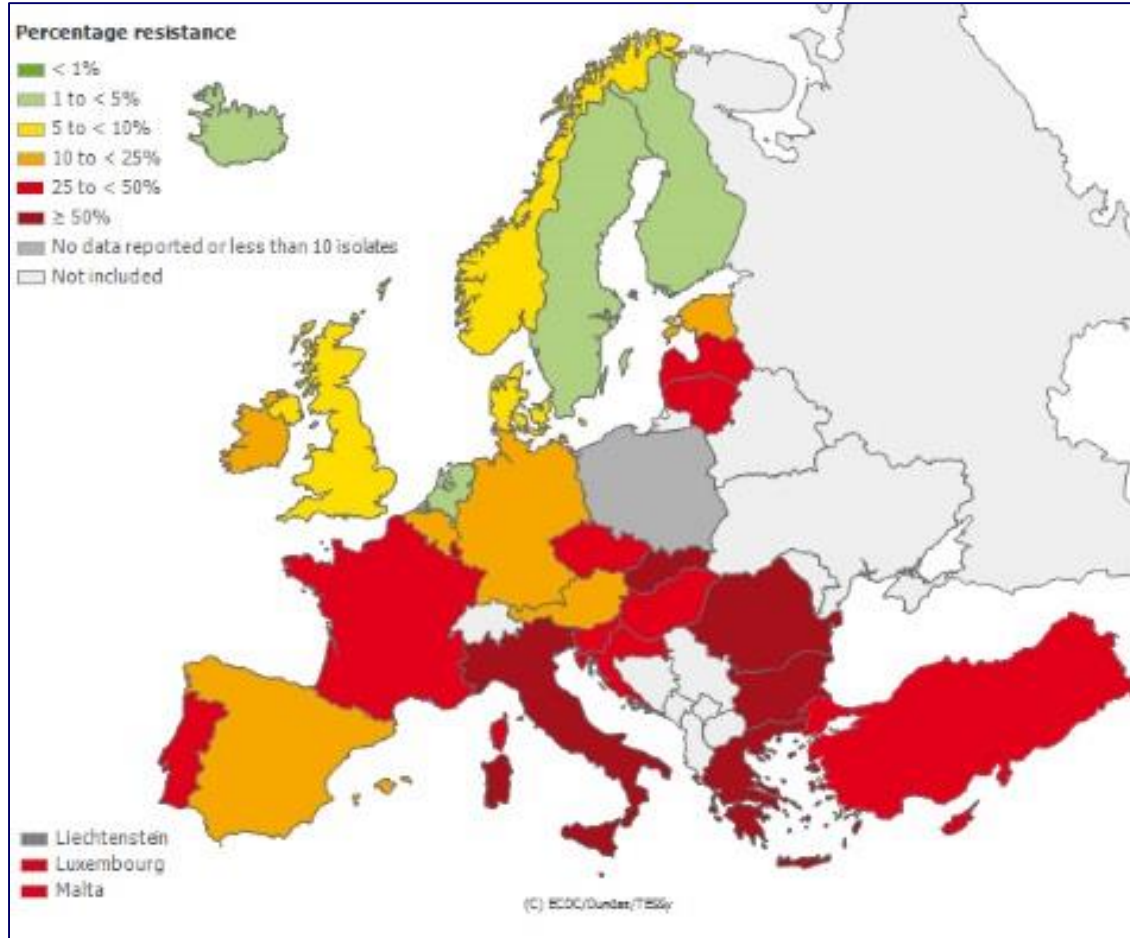 Percentage resistance
< 1%
1 to < 5%
5 to < 10%
10 to < 25%
25 to < 50%
≥ 50%
No data reported or less than 10 isolates
Not included
Liechtenstein
Luxembourg
Malta
(C) ECDC/Dundas/TESSy